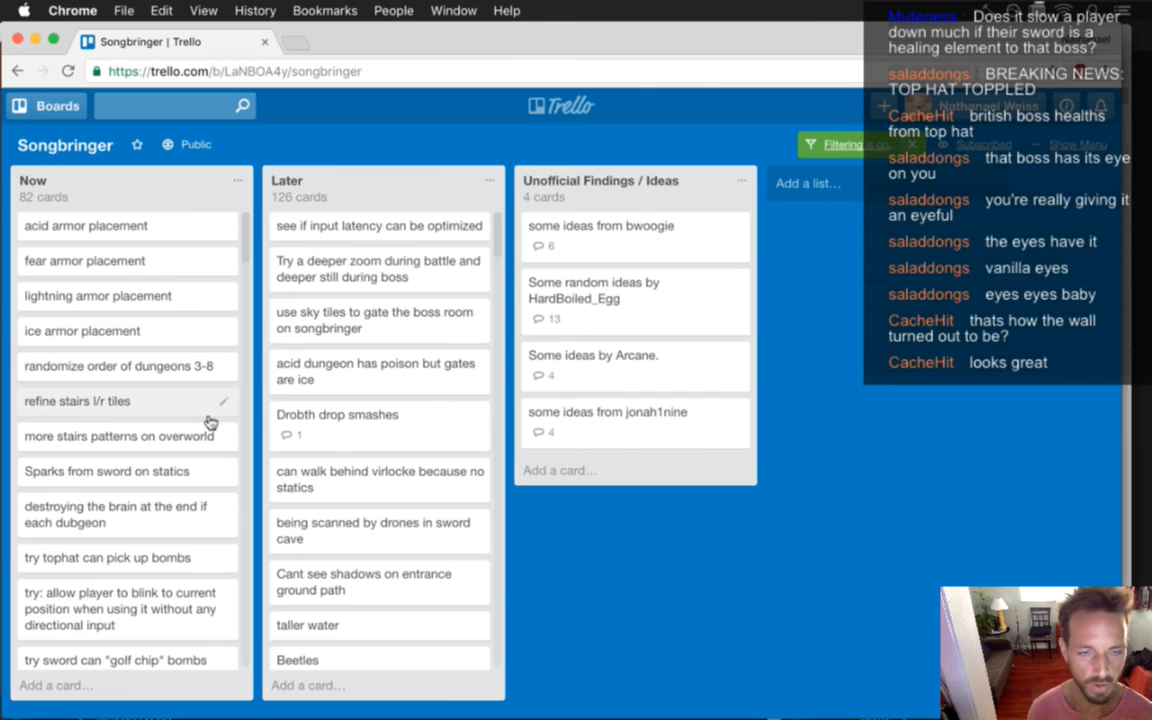 Chrome File Edit View History Bookmarks People Window Help
Songbringer | Trello
https://trello.com/b/LaNBOA4y/songbringer
Boards
Trello
Nathanael Weiss
Songbringer
Public
Filtering is on.
Subscribed
Show Menu
Now
82 cards
acid armor placement
fear armor placement
lightning armor placement
ice armor placement
randomize order of dungeons 3-8
refine stairs l/r tiles
more stairs patterns on overworld
Sparks from sword on statics
destroying the brain at the end if
each dubgeon
try tophat can pick up bombs
try: allow player to blink to current
position when using it without any
directional input
try sword can "golf chip" bombs
Add a card...
Later
126 cards
see if input latency can be optimized
Try a deeper zoom during battle and
deeper still during boss
use sky tiles to gate the boss room
on songbringer
acid dungeon has poison but gates
are ice
Drobth drop smashes
1
can walk behind virlocke because no
statics
being scanned by drones in sword
cave
Cant see shadows on entrance
ground path
taller water
Beetles
Add a card...
Unofficial Findings / Ideas
4 cards
some ideas from bwoogie
6
Some random ideas by
HardBoiled_Egg
13
Some ideas by Arcane.
4
some ideas from jonah1nine
4
Add a card...
Add a list...
Muteness Does it slow a player
down much if their sword is a
healing element to that boss?
saladdongs BREAKING NEWS:
TOP HAT TOPPLED
CacheHit british boss healths
from top hat
saladdongs that boss has its eye
on you
saladdongs you're really giving it
an eyeful
saladdongs the eyes have it
saladdongs vanilla eyes
saladdongs eyes eyes baby
CacheHit thats how the wall
turned out to be?
CacheHit looks great